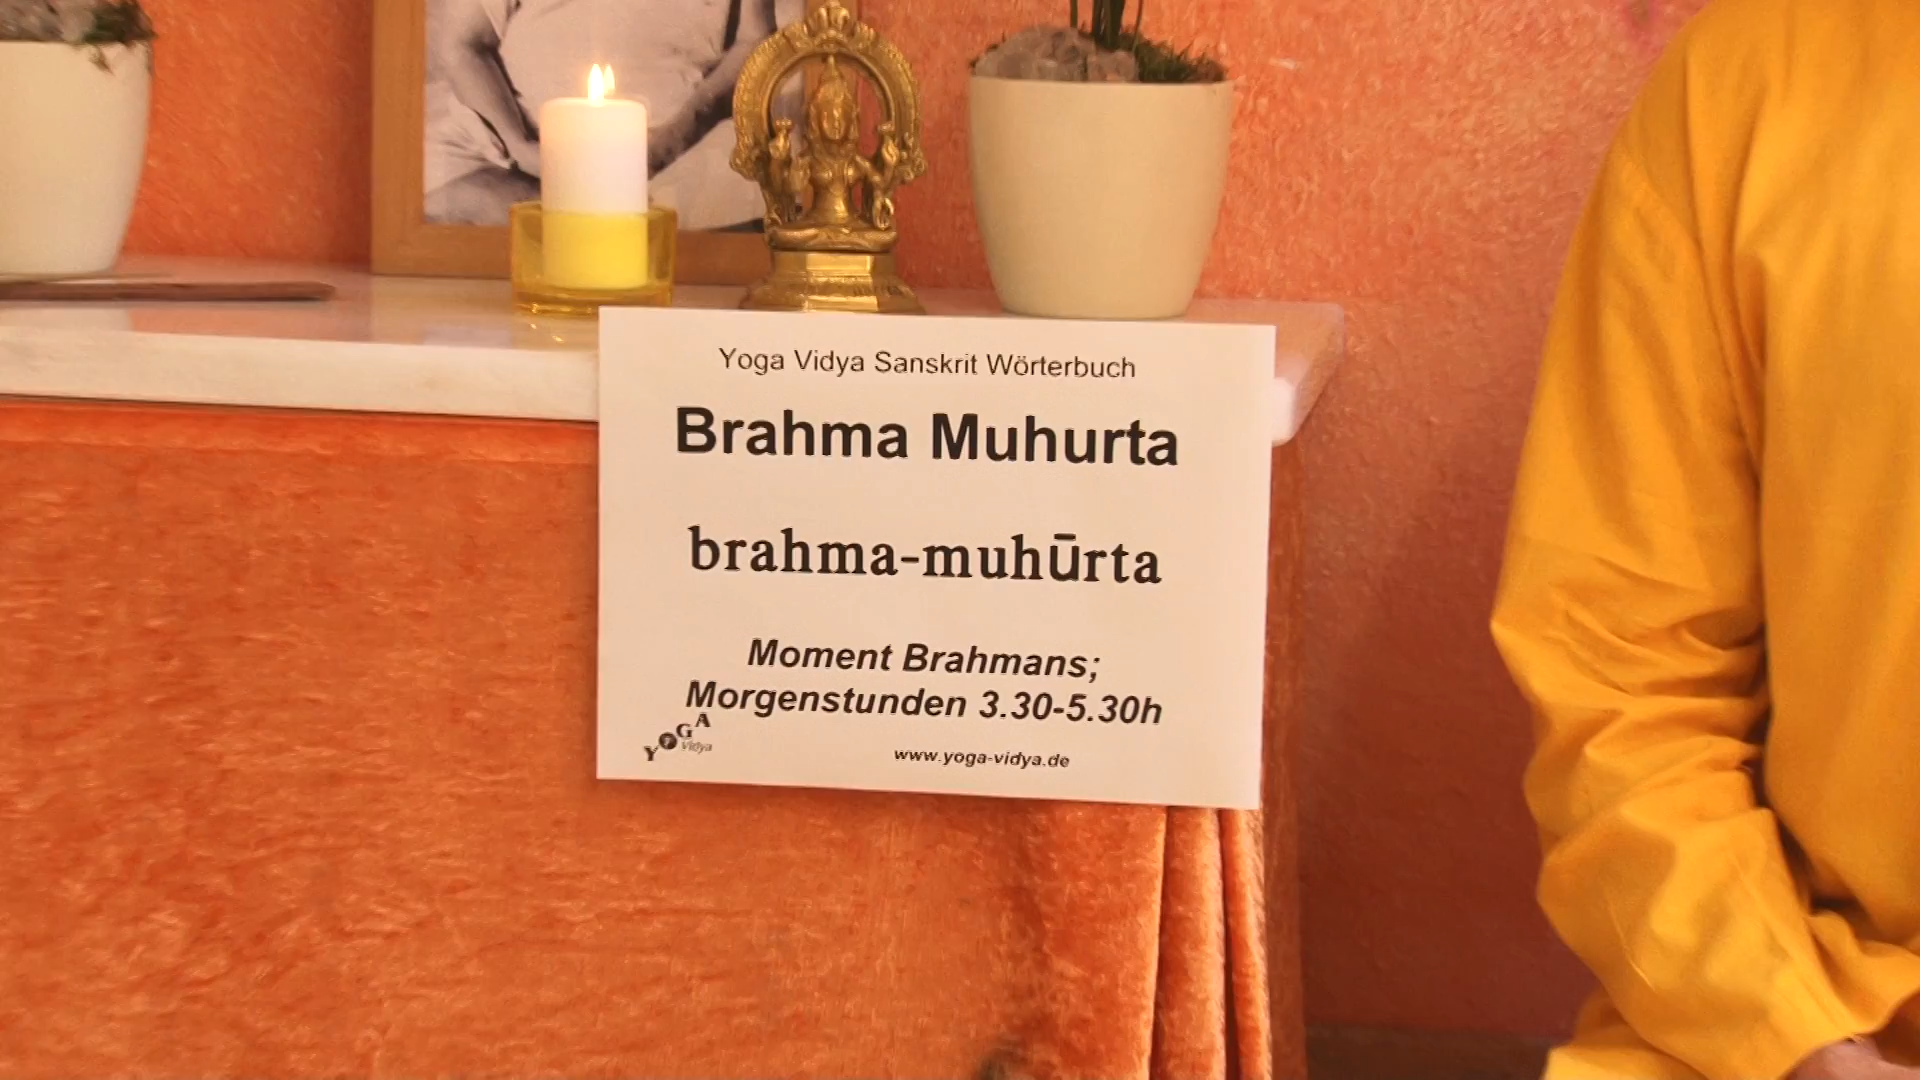 Yoga Vidya Sanskrit Wörterbuch
Brahma Muhurta
brahma-muhūrta
Moment Brahmans;
Morgenstunden 3.30-5.30h
YOGA
Vidya
www.yoga-vidya.de